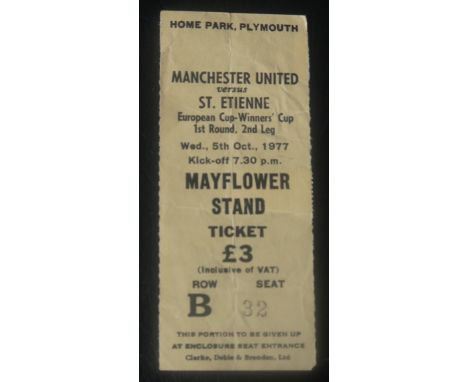 HOME PARK, PLYMOUTH
MANCHESTER UNITED
versus
ST. ETIENNE
European Cup-Winners' Cup
1st Round, 2nd Leg
Wed., 5th Oct., 1977
Kick-off 7.30 p.m.
MAYFLOWER
STAND
TICKET
£3
(Inclusive of VAT)
ROW SEAT
B 32
THIS PORTION TO BE GIVEN UP
AT ENCLOSURE SEAT ENTRANCE
Clarke, Doble & Brendon, Ltd